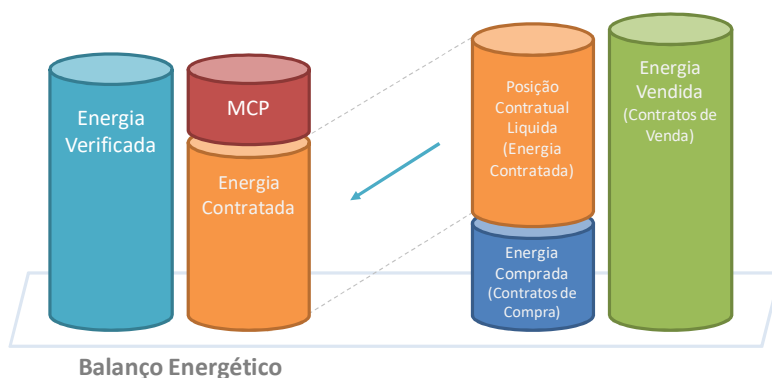 Energia
Verificada
MCP
Energia
Contratada
Posição
Contratual
Liquida
(Energia
Contratada)
Energia
Comprada
(Contratos de
Compra)
Energia
Vendida
(Contratos de
Venda)
Balanço Energético